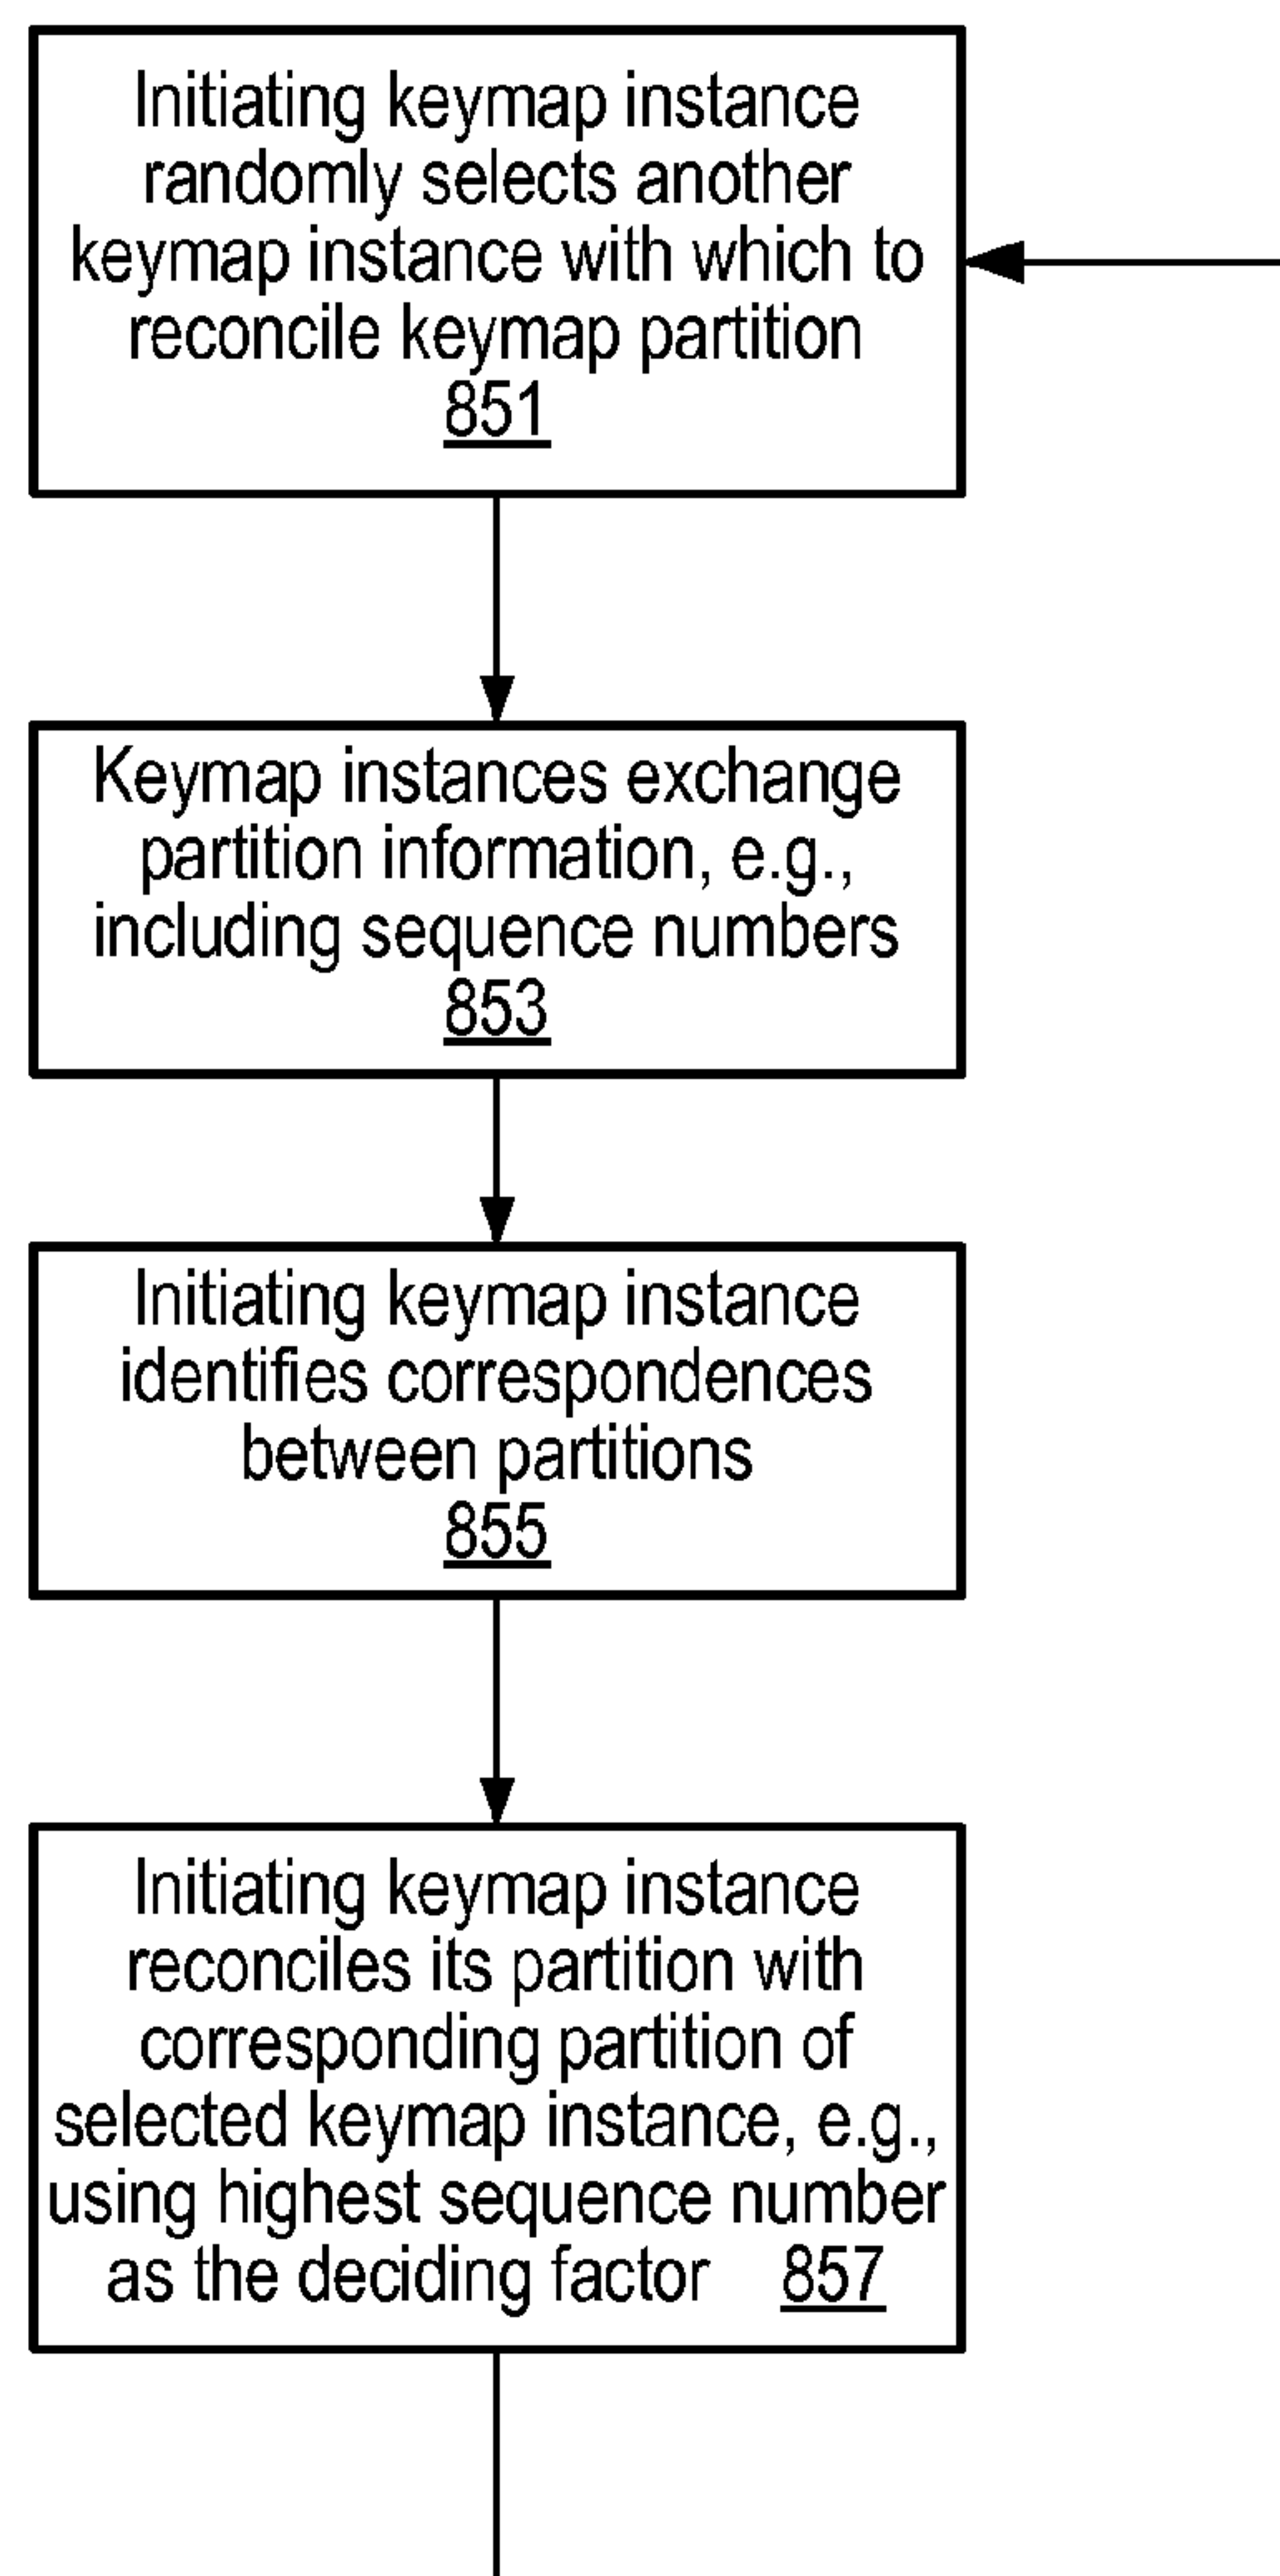 Initiating keymap instance
randomly selects another
keymap instance with which to
reconcile keymap partition
851
Keymap instances exchange
partition information, e.g.,
including sequence numbers
853
Initiating keymap instance
identifies correspondences
between partitions
855
Initiating keymap instance
reconciles its partition with
corresponding partition of
selected keymap instance, e.g.,
using highest sequence number
as the deciding factor 857